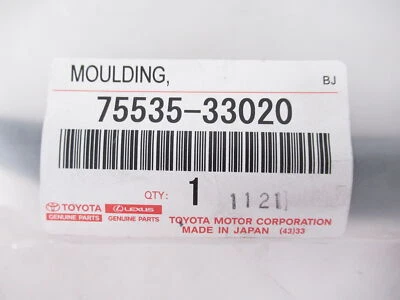 MOULDING,
BJ
75535-33020
QTY: 1 1121
TOYOTA LEXUS
GENUINE PARTS GENUINE PARTS
TOYOTA MOTOR CORPORATION
MADE IN JAPAN (43)33